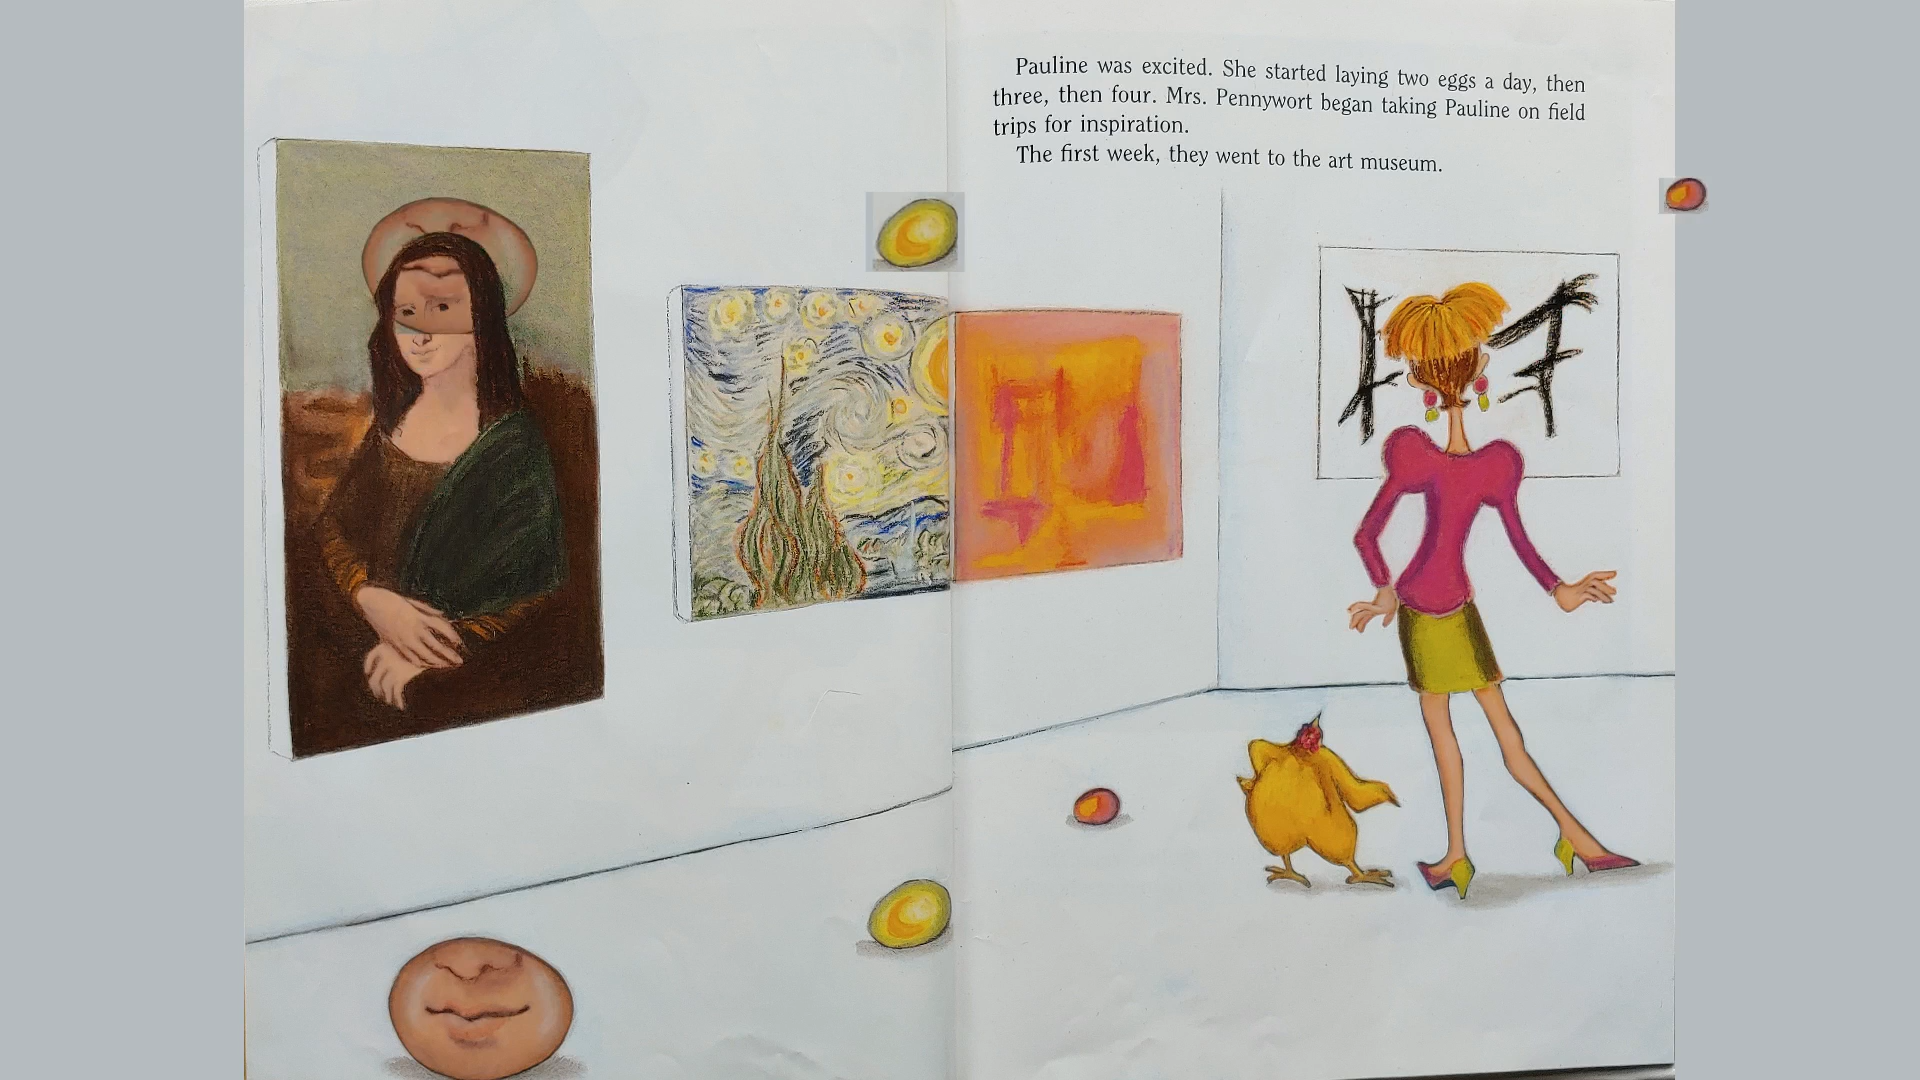 Pauline was excited. She started laying two eggs a day, then
three, then four. Mrs. Pennywort began taking Pauline on field
trips for inspiration.
The first week, they went to the art museum.